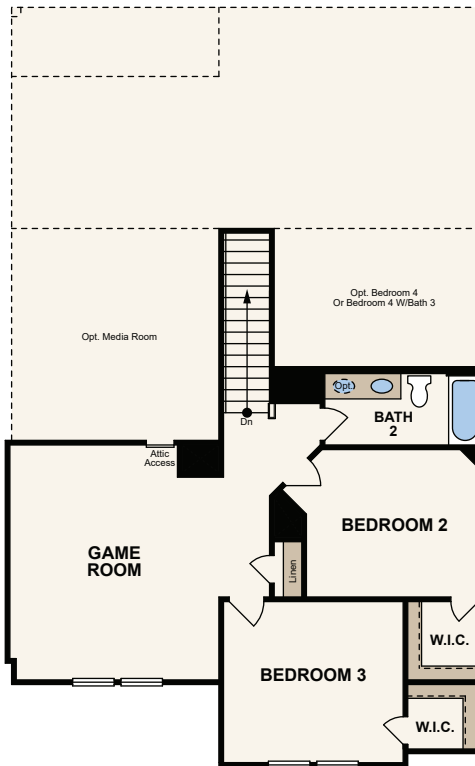 Opt. Bedroom 4
Or Bedroom 4 W/Bath 3
Opt. Media Room
Opt.
BATH
2
Dn
Attic
Access
BEDROOM 2
GAME
ROOM
Linen
W.I.C.
BEDROOM 3
W.I.C.